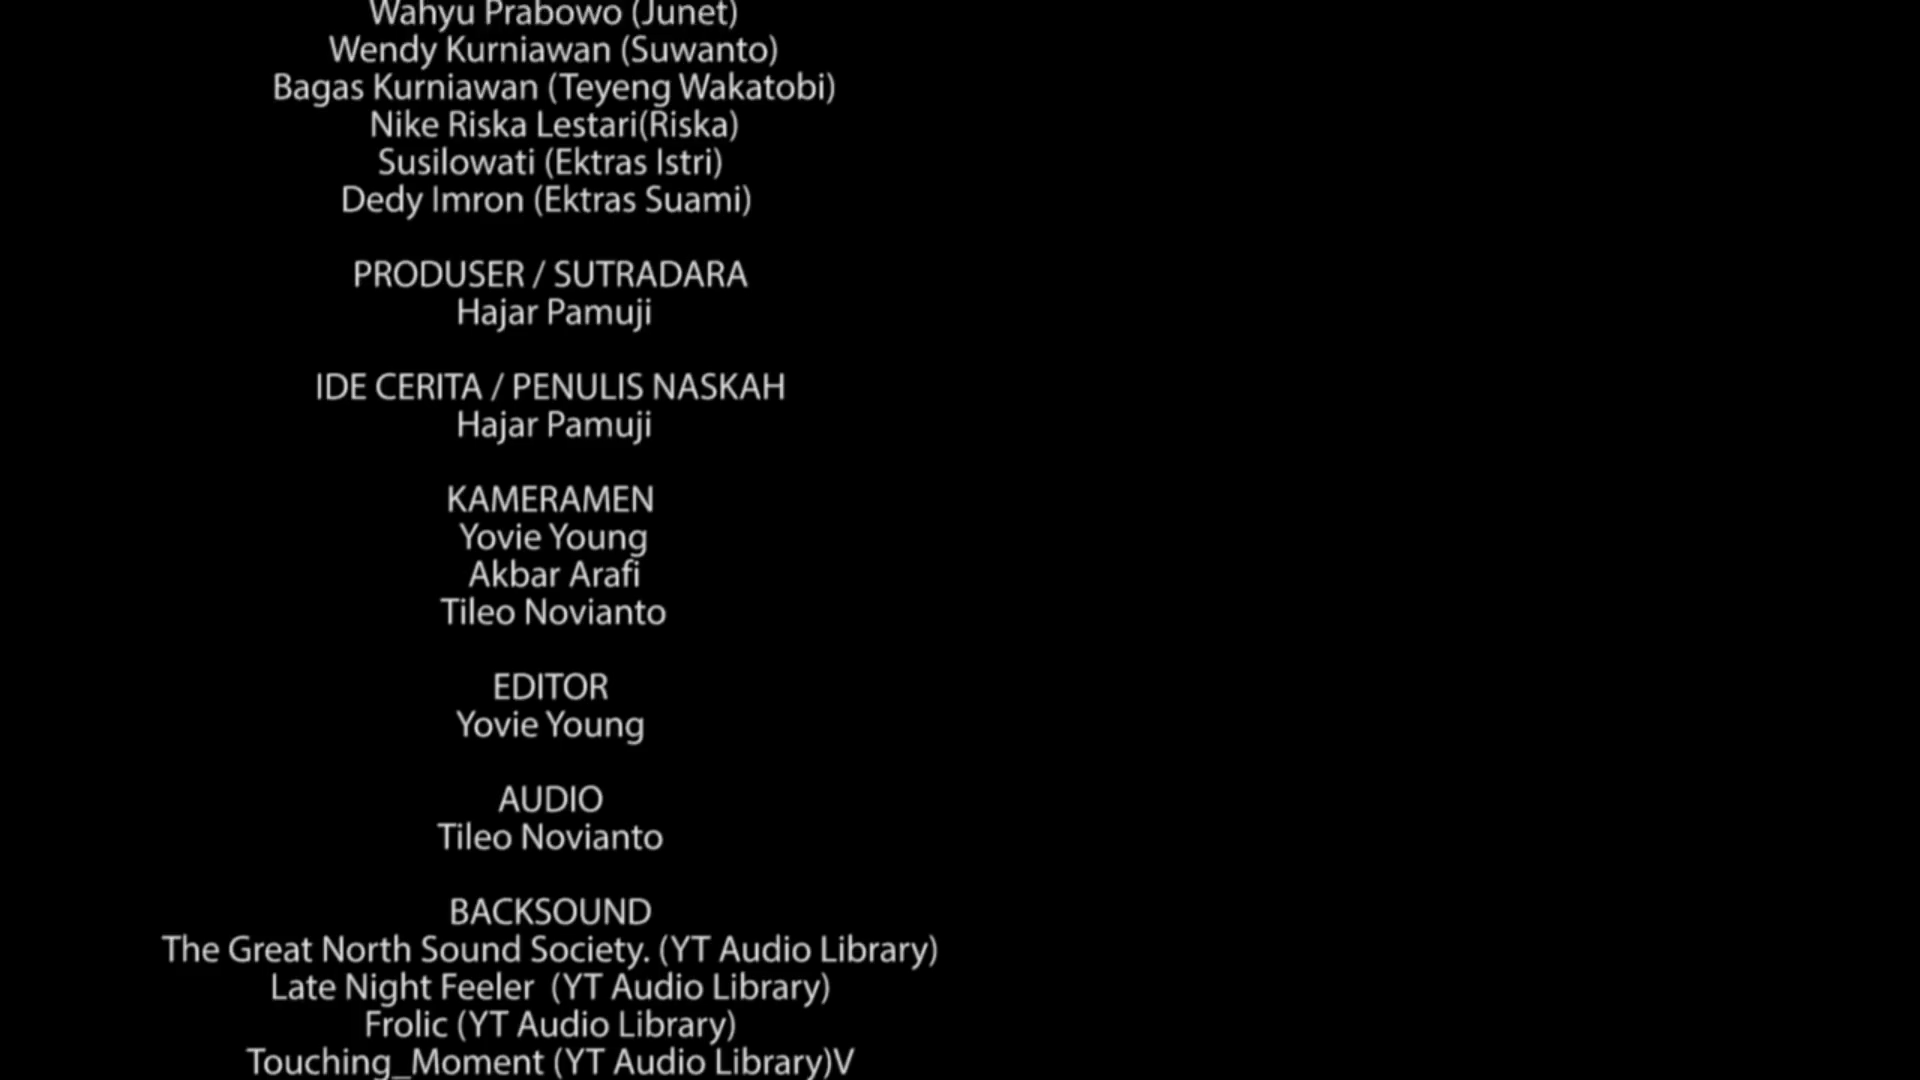 Wahyu Prabowo (Junet)
Wendy Kurniawan (Suwanto)
Bagas Kurniawan (Teyeng Wakatobi)
Nike Riska Lestari(Riska)
Susilowati (Ektras Istri)
Dedy Imron (Ektras Suami)
PRODUSER / SUTRADARA
Hajar Pamuji
IDE CERITA / PENULIS NASKAH
Hajar Pamuji
KAMERAMEN
Yovie Young
Akbar Arafi
Tileo Novianto
EDITOR
Yovie Young
AUDIO
Tileo Novianto
BACKSOUND
The Great North Sound Society. (YT Audio Library)
Late Night Feeler  (YT Audio Library)
Frolic (YT Audio Library)
Touching_Moment (YT Audio Library)V